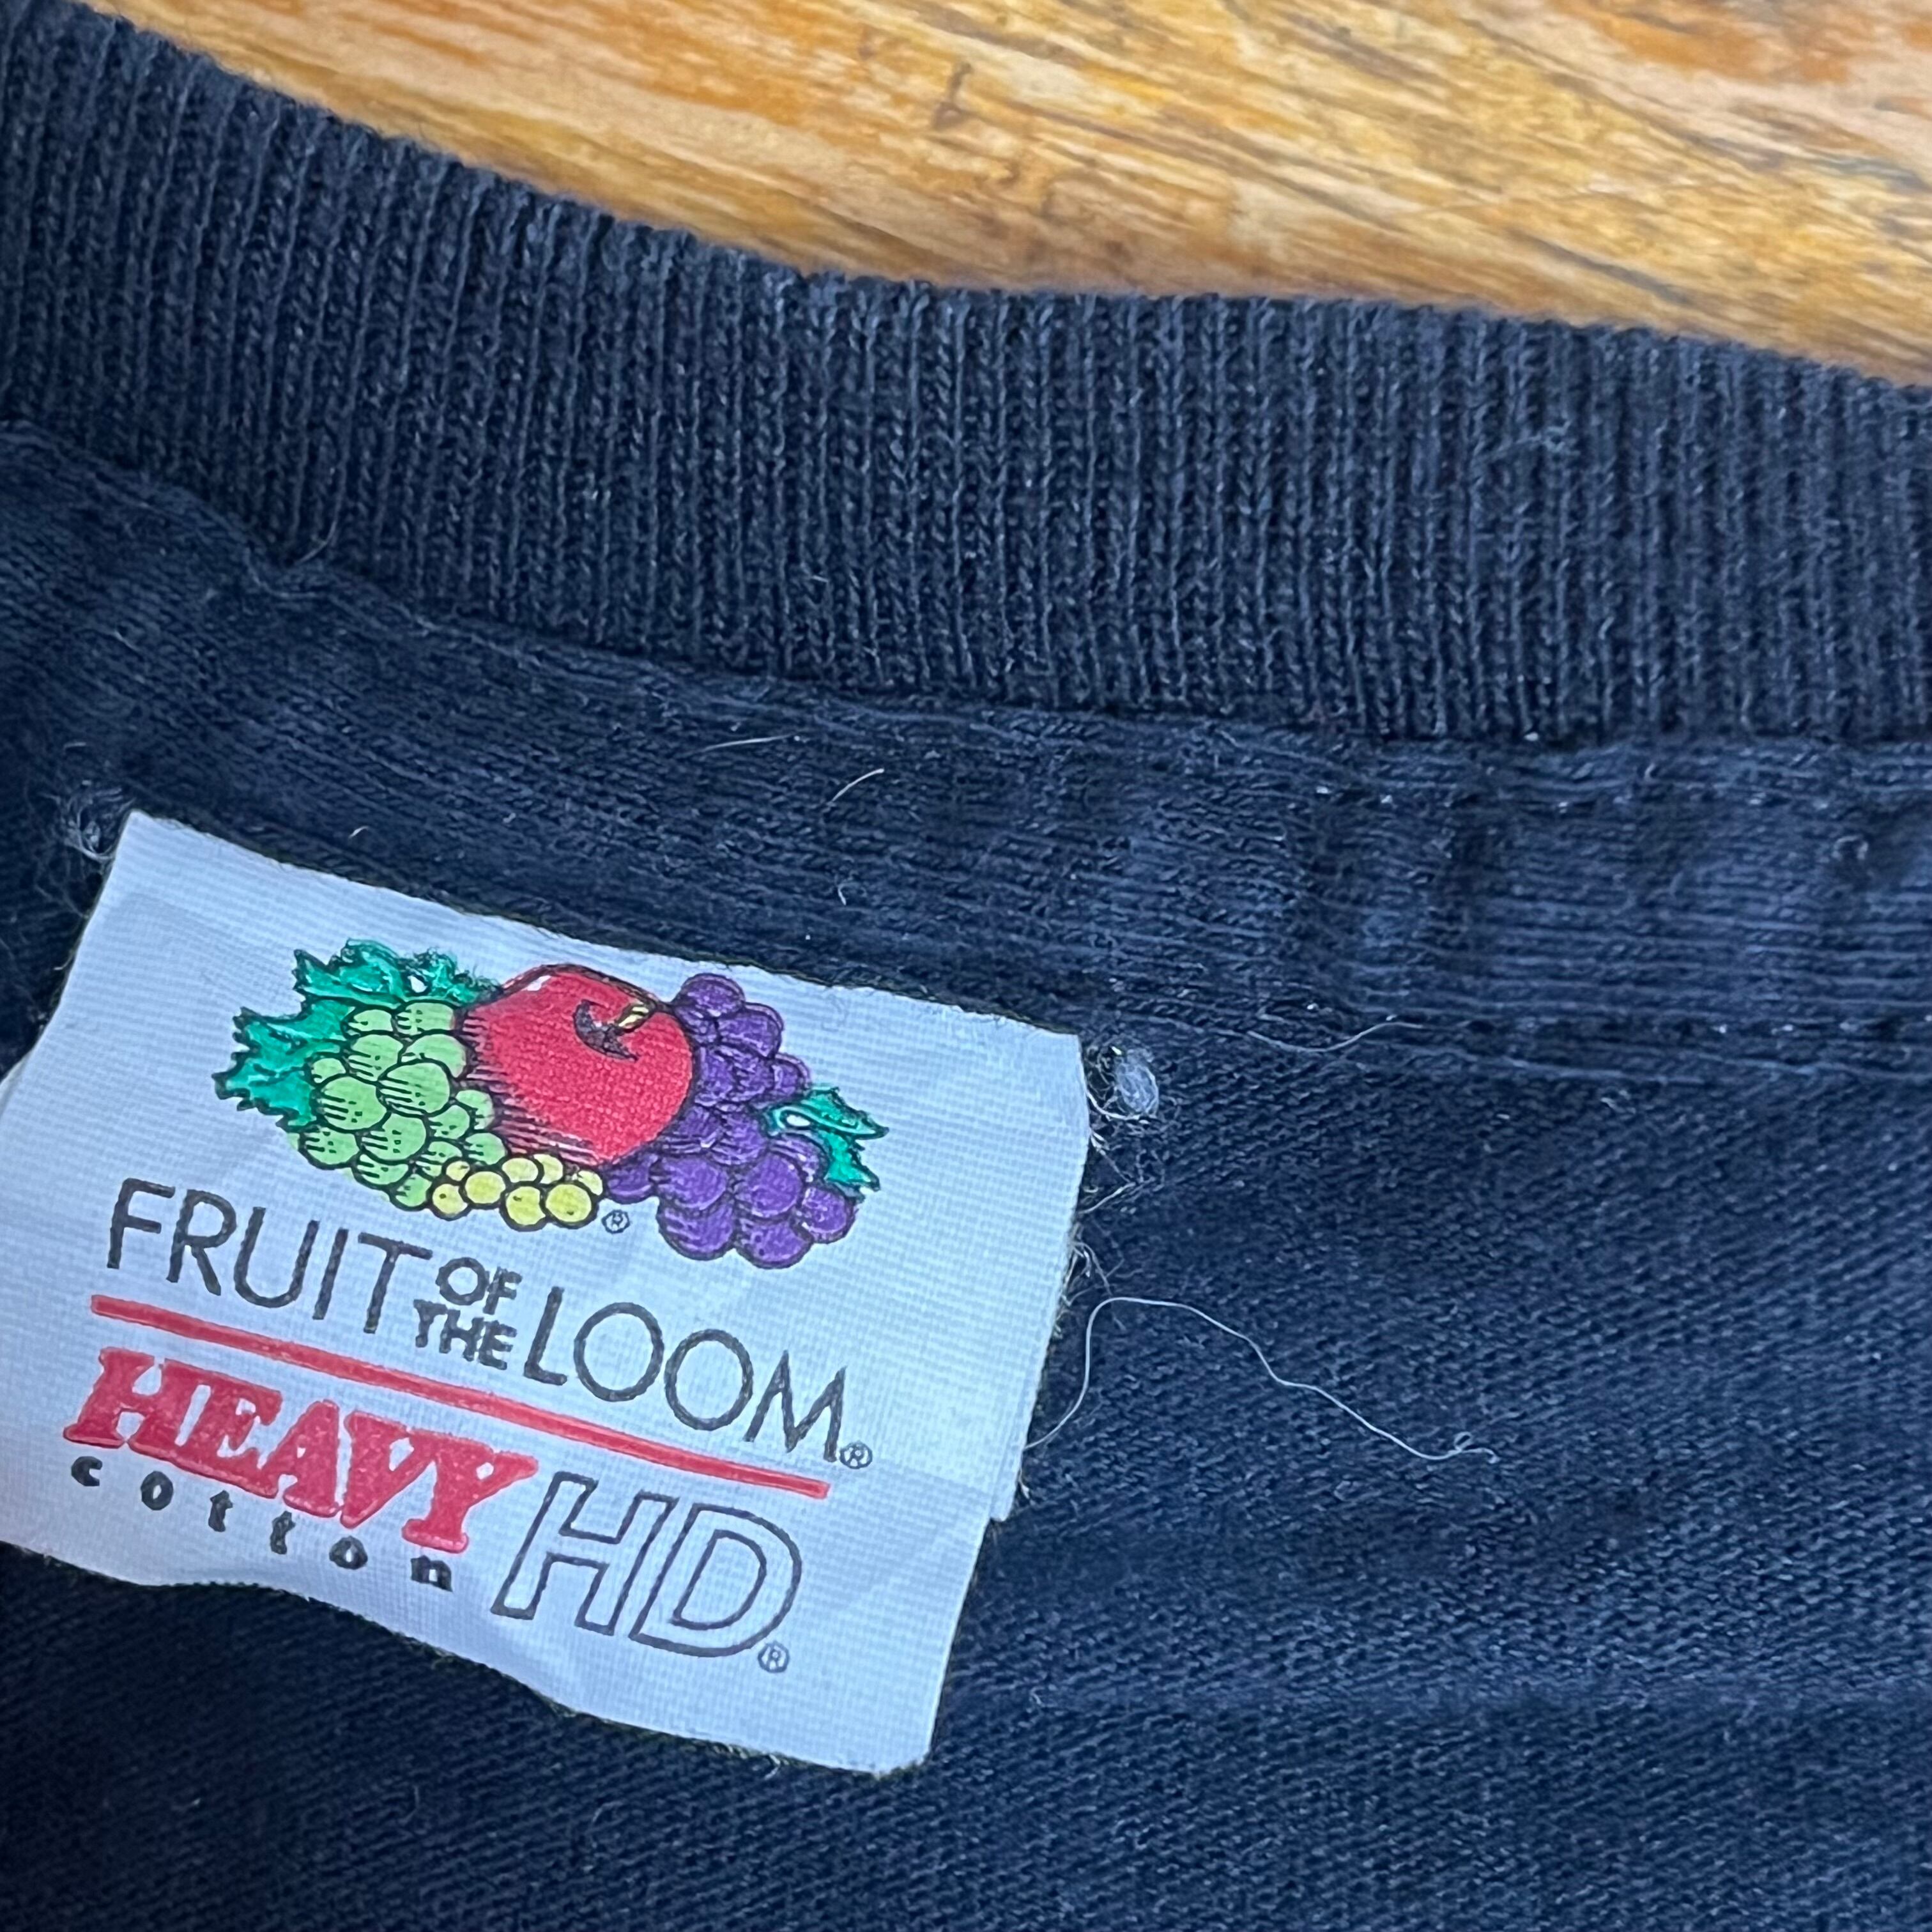 ®
FRUIT OF THE LOOM®
HEAVY HD®
cotton